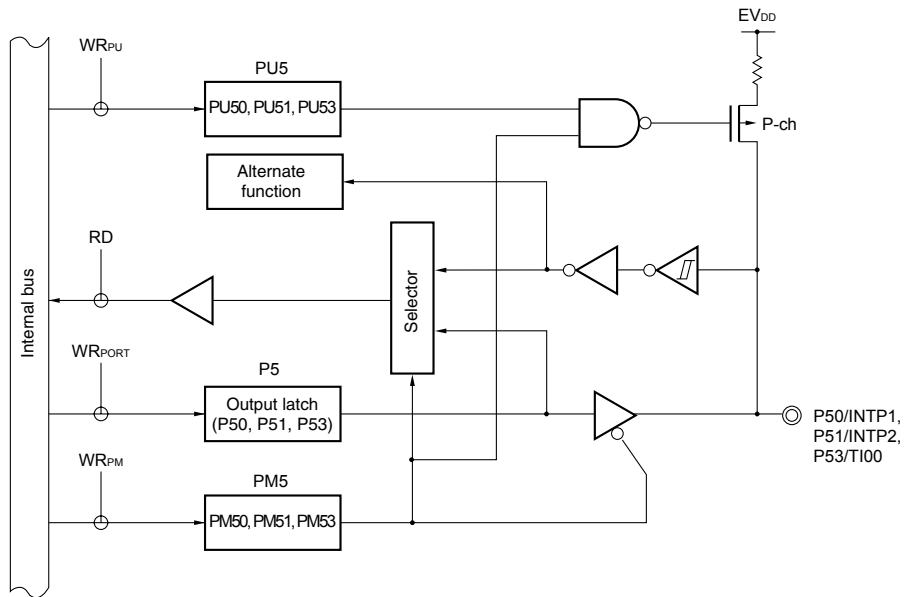 EVDD
WRPU
PU5
PU50, PU51, PU53
P-ch
Alternate
function
RD
Selector
Internal bus
WRPORT
P5
Output latch
(P50, P51, P53)
P50/INTP1,
P51/INTP2,
P53/TI00
WRPM
PM5
PM50, PM51, PM53